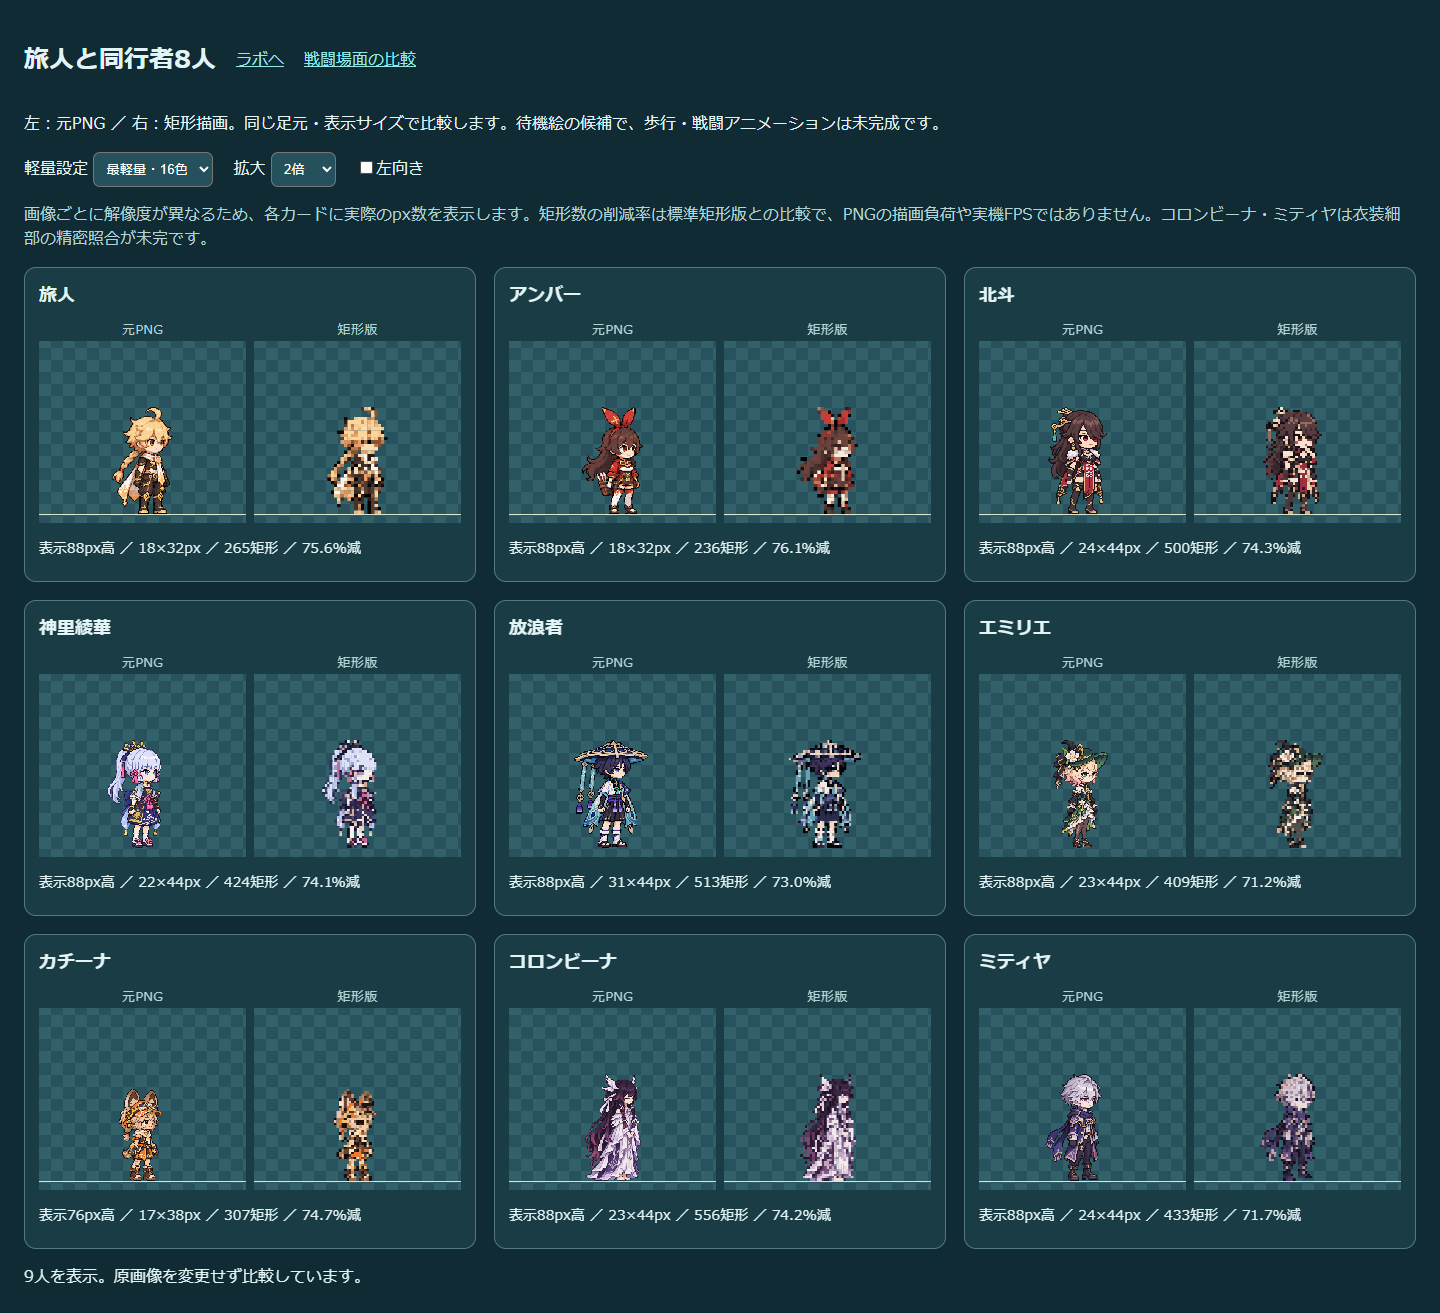 旅人と同行者8人 ラボへ 戦闘場面の比較
左：元PNG ／ 右：矩形描画。同じ足元・表示サイズで比較します。待機絵の候補で、歩行・戦闘アニメーションは未完成です。
軽量設定 最軽量・16色 拡大 2倍 左向き
画像ごとに解像度が異なるため、各カードに実際のpx数を表示します。矩形数の削減率は標準矩形版との比較で、PNGの描画負荷や実機FPSではありません。コロンビーナ・ミティヤは衣装細
部の精密照合が未完です。
旅人
元PNG 矩形版
表示88px高 ／ 18×32px ／ 265矩形 ／ 75.6%減
アンバー
元PNG 矩形版
表示88px高 ／ 18×32px ／ 236矩形 ／ 76.1%減
北斗
元PNG 矩形版
表示88px高 ／ 24×44px ／ 500矩形 ／ 74.3%減
神里綾華
元PNG 矩形版
表示88px高 ／ 22×44px ／ 424矩形 ／ 74.1%減
放浪者
元PNG 矩形版
表示88px高 ／ 31×44px ／ 513矩形 ／ 73.0%減
エミリエ
元PNG 矩形版
表示88px高 ／ 23×44px ／ 409矩形 ／ 71.2%減
カチーナ
元PNG 矩形版
表示76px高 ／ 17×38px ／ 307矩形 ／ 74.7%減
コロンビーナ
元PNG 矩形版
表示88px高 ／ 23×44px ／ 556矩形 ／ 74.2%減
ミティヤ
元PNG 矩形版
表示88px高 ／ 24×44px ／ 433矩形 ／ 71.7%減
9人を表示。原画像を変更せず比較しています。